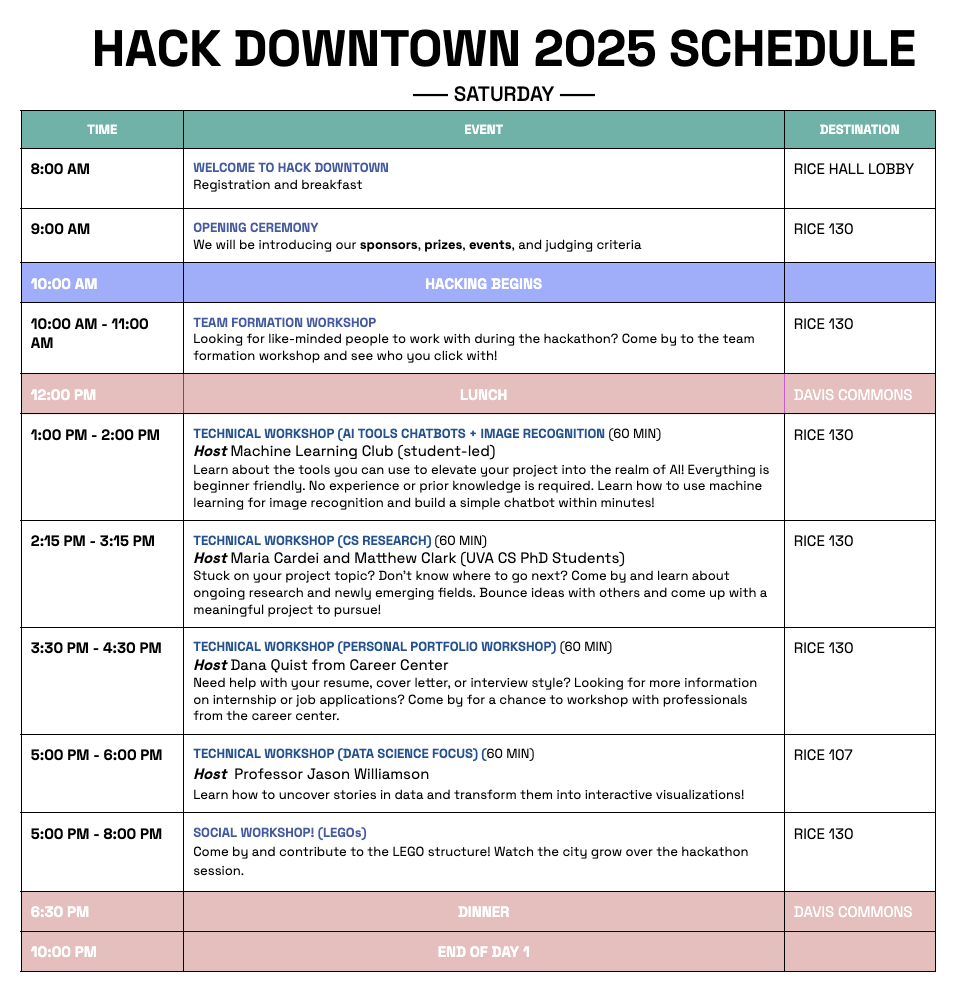 HACK DOWNTOWN 2025 SCHEDULE
—— SATURDAY ——
TIME EVENT DESTINATION
8:00 AM WELCOME TO HACK DOWNTOWN RICE HALL LOBBY
Registration and breakfast
9:00 AM OPENING CEREMONY RICE 130
We will be introducing our sponsors, prizes, events, and judging criteria
10:00 AM HACKING BEGINS
10:00 AM - 11:00 AM TEAM FORMATION WORKSHOP RICE 130
Looking for like-minded people to work with during the hackathon? Come by to the team
formation workshop and see who you click with!
12:00 PM LUNCH DAVIS COMMONS
1:00 PM - 2:00 PM TECHNICAL WORKSHOP (AI TOOLS CHATBOTS + IMAGE RECOGNITION (60 MIN) RICE 130
Host Machine Learning Club (student-led)
Learn about the tools you can use to elevate your project into the realm of AI! Everything is
beginner friendly. No experience or prior knowledge is required. Learn how to use machine
learning for image recognition and build a simple chatbot within minutes!
2:15 PM - 3:15 PM TECHNICAL WORKSHOP (CS RESEARCH) (60 MIN) RICE 130
Host Maria Cardei and Matthew Clark (UVA CS PhD Students)
Stuck on your project topic? Don't know where to go next? Come by and learn about
ongoing research and newly emerging fields. Bounce ideas with others and come up with a
meaningful project to pursue!
3:30 PM - 4:30 PM TECHNICAL WORKSHOP (PERSONAL PORTFOLIO WORKSHOP) (60 MIN) RICE 130
Host Dana Quist from Career Center
Need help with your resume, cover letter, or interview style? Looking for more information
on internship or job applications? Come by for a chance to workshop with professionals
from the career center.
5:00 PM - 6:00 PM TECHNICAL WORKSHOP (DATA SCIENCE FOCUS) (60 MIN) RICE 107
Host Professor Jason Williamson
Learn how to uncover stories in data and transform them into interactive visualizations!
5:00 PM - 8:00 PM SOCIAL WORKSHOP! (LEGOs) RICE 130
Come by and contribute to the LEGO structure! Watch the city grow over the hackathon
session.
6:30 PM DINNER DAVIS COMMONS
10:00 PM END OF DAY 1